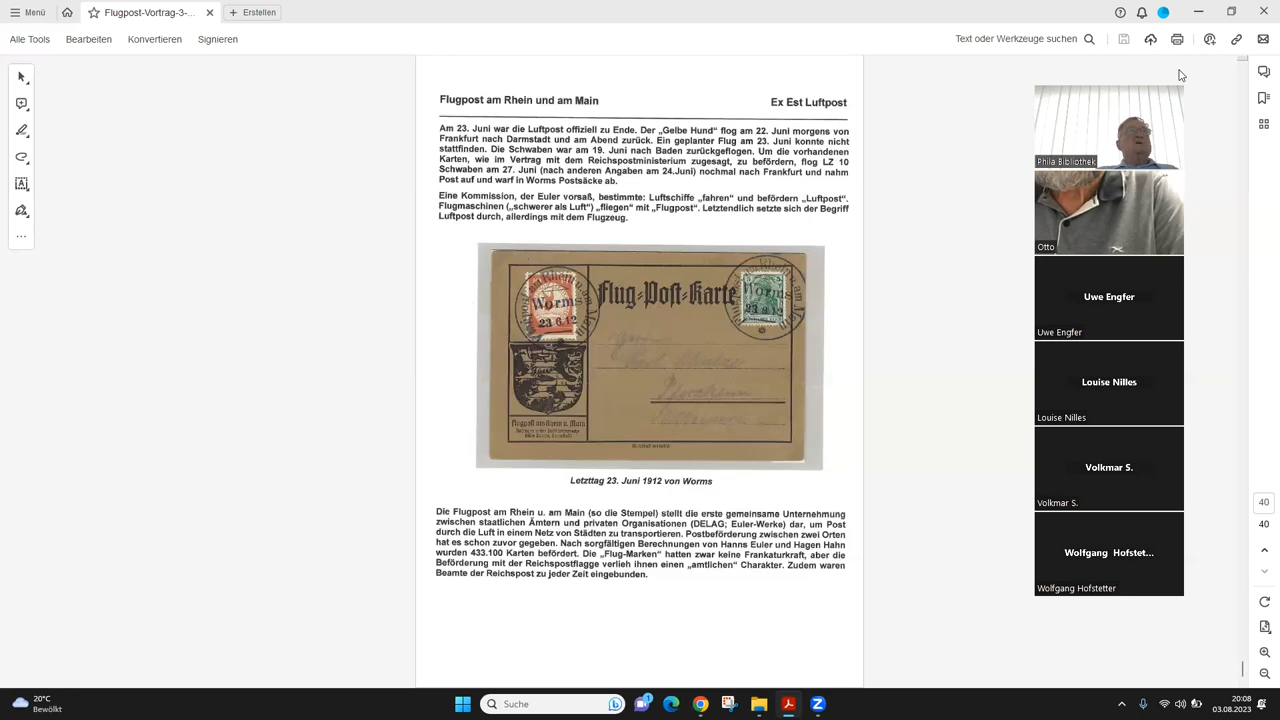 Menü
Flugpost-Vortrag-3-...
Erstellen
Alle Tools
Bearbeiten
Konvertieren
Signieren
Text oder Werkzeuge suchen
Flugpost am Rhein und am Main
Ex Est Luftpost
Am 23. Juni war die Luftpost offiziell zu Ende. Der „Gelbe Hund“ flog am 22. Juni morgens von
Frankfurt nach Darmstadt und am Abend zurück. Ein geplanter Flug am 23. Juni konnte nicht
stattfinden. Die Schwaben war am 19. Juni nach Baden zurückgeflogen. Um die vorhandenen
Karten, wie im Vertrag mit dem Reichspostministerium zugesagt, zu befördern, flog LZ 10
Schwaben am 27. Juni (nach anderen Angaben am 24.Juni) nochmal nach Frankfurt und nahm
Post auf und warf in Worms Postsäcke ab.
Eine Kommission, der Euler vorsaß, bestimmte: Luftschiffe „fahren“ und befördern „Luftpost“.
Flugmaschinen („schwerer als Luft“) „fliegen“ mit „Flugpost“. Letztendlich setzte sich der Begriff
Luftpost durch, allerdings mit dem Flugzeug.
Flug-Post-Karte
Worms
23.6.12
Worms
23.6.12
Flugpost am Rhein u. Main
Letzttag 23. Juni 1912 von Worms
Die Flugpost am Rhein u. am Main (so die Stempel) stellt die erste gemeinsame Unternehmung
zwischen staatlichen Ämtern und privaten Organisationen (DELAG; Euler-Werke) dar, um Post
durch die Luft in einem Netz von Städten zu transportieren. Postbeförderung zwischen zwei Orten
hat es schon zuvor gegeben. Nach sorgfältigen Berechnungen von Hanns Euler und Hagen Hahn
wurden 433.100 Karten befördert. Die „Flug-Marken“ hatten zwar keine Frankaturkraft, aber die
Beförderung mit der Reichspostflagge verlieh ihnen einen „amtlichen“ Charakter. Zudem waren
Beamte der Reichspost zu jeder Zeit eingebunden.
Phila Bibliothek
Otto
Uwe Engfer
Uwe Engfer
Louise Nilles
Louise Nilles
Volkmar S.
Volkmar S.
Wolfgang Hofstet...
Wolfgang Hofstetter
40
40
20°C
Bewölkt
Suche
1
20:08
03.08.2023